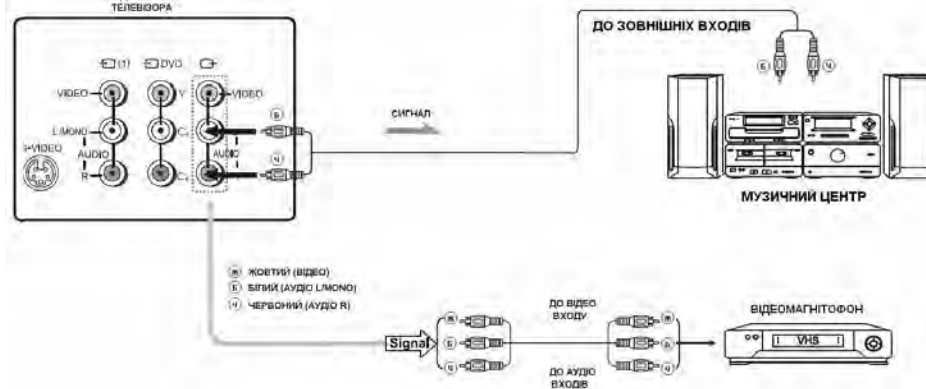 ТЕЛЕВІЗОРА
(1)
DVD
VIDEO
Y
VIDEO
L/MONO
S-VIDEO
AUDIO
AUDIO
R
Б
Ч
СИГНАЛ
ДО ЗОВНІШНІХ ВХОДІВ
Б
Ч
МУЗИЧНИЙ ЦЕНТР
Ж ЖОВТИЙ (ВІДЕО)
Б БІЛИЙ (АУДІО L/MONO)
Ч ЧЕРВОНИЙ (АУДІО R)
Signal
Ж
Б
Ч
ДО ВІДЕО
ВХОДУ
ДО АУДІО
ВХОДІВ
Ж
Б
Ч
ВІДЕОМАГНІТОФОН
VHS